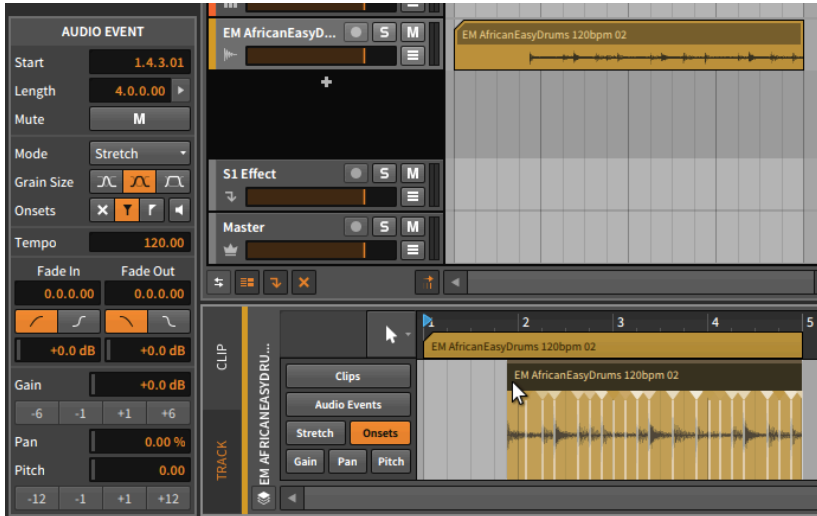 AUDIO EVENT
Start 1.4.3.01
Length 4.0.0.00
Mute M
Mode Stretch
Grain Size
Onsets
Tempo 120.00
Fade In Fade Out
0.0.0.00 0.0.0.00
+0.0 dB +0.0 dB
Gain +0.0 dB
-6 -1 +1 +6
Pan 0.00 %
Pitch 0.00
-12 -1 +1 +12
EM AfricanEasyD... S M
EM AfricanEasyDrums 120bpm 02
+
S1 Effect S M
Master S M
CLIP
TRACK
EM AFRICANEASYDRU...
Clips
Audio Events
Stretch Onsets
Gain Pan Pitch
1 2 3 4 5
EM AfricanEasyDrums 120bpm 02
EM AfricanEasyDrums 120bpm 02